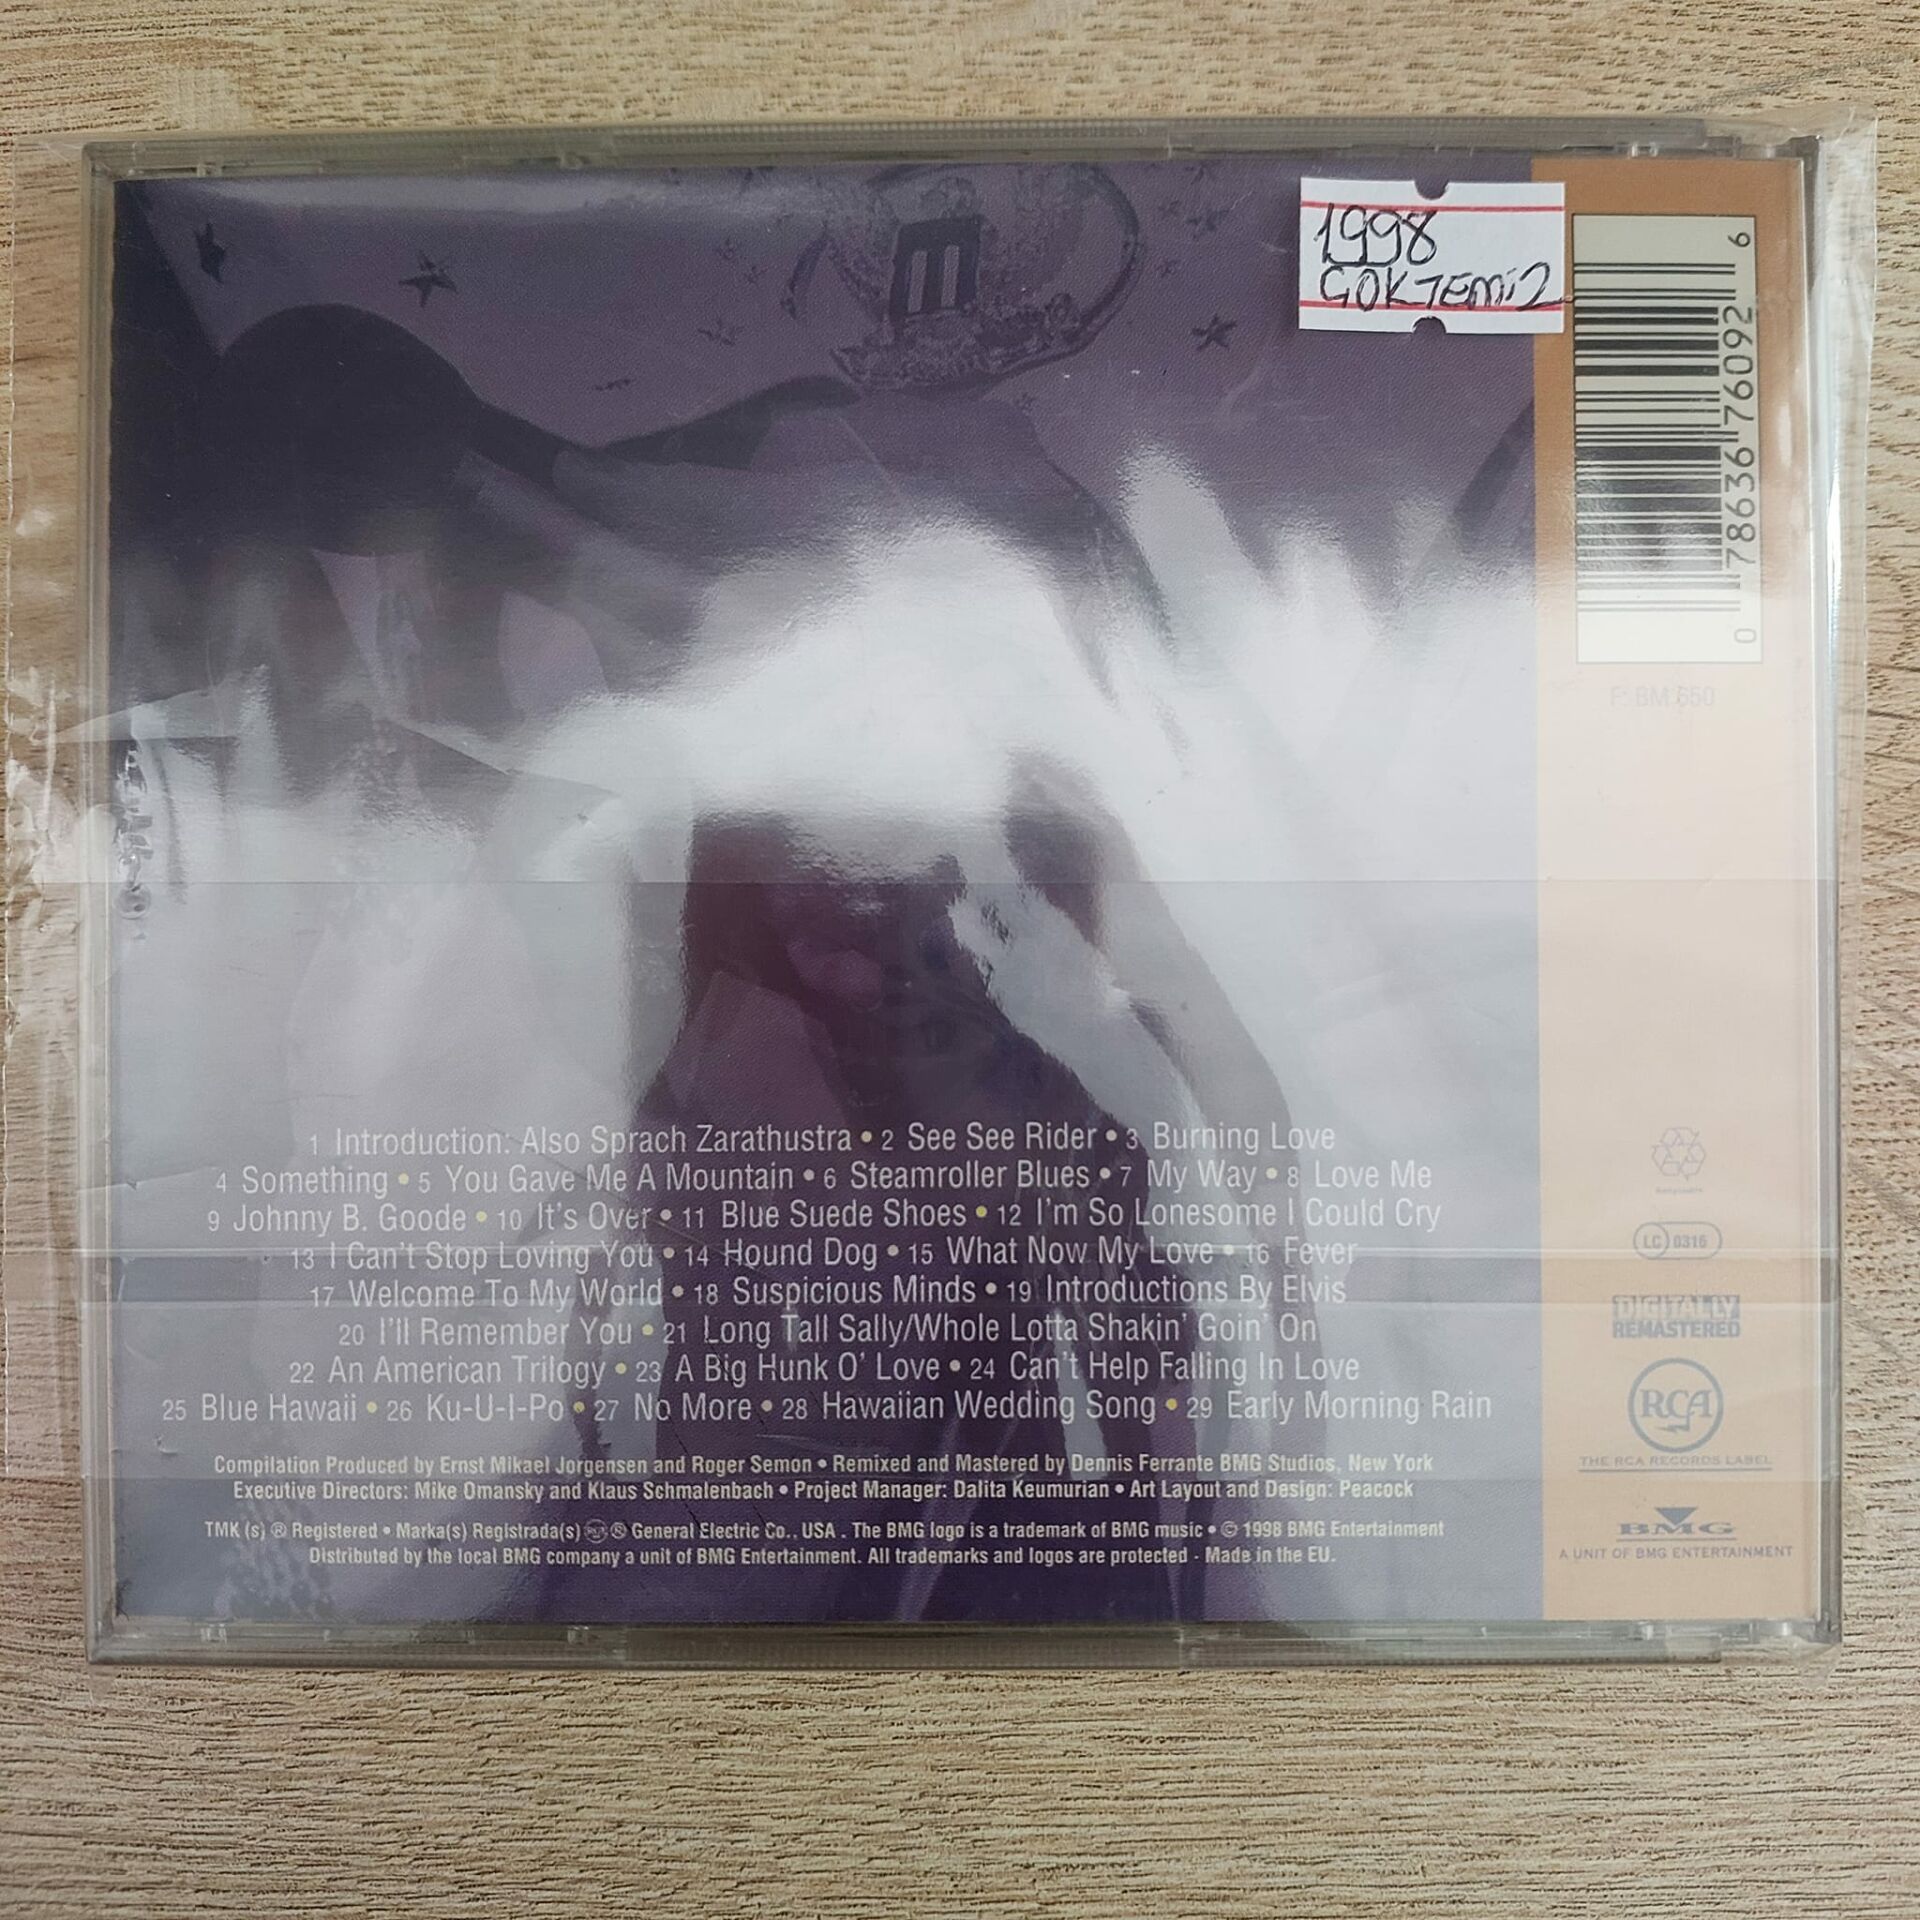 1998
GÖKTEMİZ
0 78636 76092 6
F: BM 650
1 Introduction: Also Sprach Zarathustra • 2 See See Rider • 3 Burning Love
4 Something • 5 You Gave Me A Mountain • 6 Steamroller Blues • 7 My Way • 8 Love Me
9 Johnny B. Goode • 10 It's Over • 11 Blue Suede Shoes • 12 I'm So Lonesome I Could Cry
13 I Can't Stop Loving You • 14 Hound Dog • 15 What Now My Love • 16 Fever
17 Welcome To My World • 18 Suspicious Minds • 19 Introductions By Elvis
20 I'll Remember You • 21 Long Tall Sally/Whole Lotta Shakin' Goin' On
22 An American Trilogy • 23 A Big Hunk O' Love • 24 Can't Help Falling In Love
25 Blue Hawaii • 26 Ku-U-I-Po • 27 No More • 28 Hawaiian Wedding Song • 29 Early Morning Rain
Compilation Produced by Ernst Mikael Jorgensen and Roger Semon • Remixed and Mastered by Dennis Ferrante BMG Studios, New York
Executive Directors: Mike Omansky and Klaus Schmalenbach • Project Manager: Dalita Keumurian • Art Layout and Design: Peacock
TMK (s) ® Registered • Marka(s) Registrada(s) RCA ® General Electric Co., USA . The BMG logo is a trademark of BMG music • © 1998 BMG Entertainment
Distributed by the local BMG company a unit of BMG Entertainment. All trademarks and logos are protected - Made in the EU.
LC 0316
DIGITALLY
REMASTERED
RCA
THE RCA RECORDS LABEL
BMG
A UNIT OF BMG ENTERTAINMENT